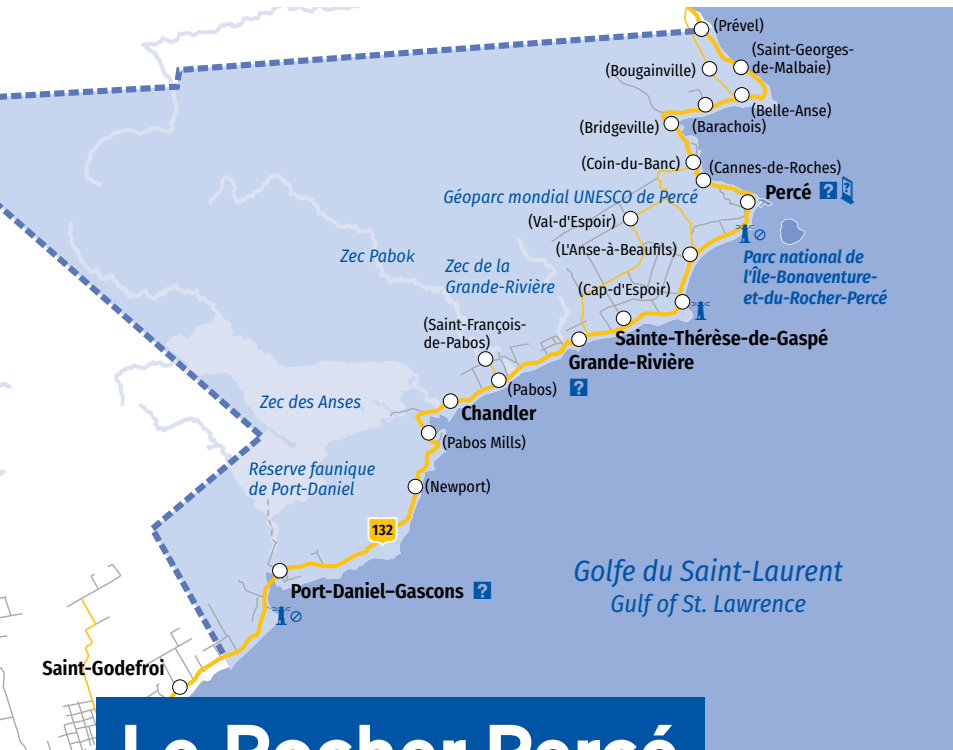 (Prével)
(Saint-Georges-
de-Malbaie)
(Bougainville)
(Belle-Anse)
(Barachois)
(Bridgeville)
(Coin-du-Banc)
(Cannes-de-Roches)
Percé ?
?
Géoparc mondial UNESCO de Percé
(Val-d'Espoir)
(L'Anse-à-Beaufils)
Zec Pabok
Zec de la
Grande-Rivière
Parc national de
l'Île-Bonaventure-
et-du-Rocher-Percé
(Cap-d'Espoir)
(Saint-François-
de-Pabos)
Sainte-Thérèse-de-Gaspé
Grande-Rivière
?
(Pabos)
Zec des Anses
Chandler
(Pabos Mills)
Réserve faunique
de Port-Daniel
(Newport)
132
Golfe du Saint-Laurent
Gulf of St. Lawrence
Port-Daniel–Gascons ?
Saint-Godefroi
Le Rocher Percé